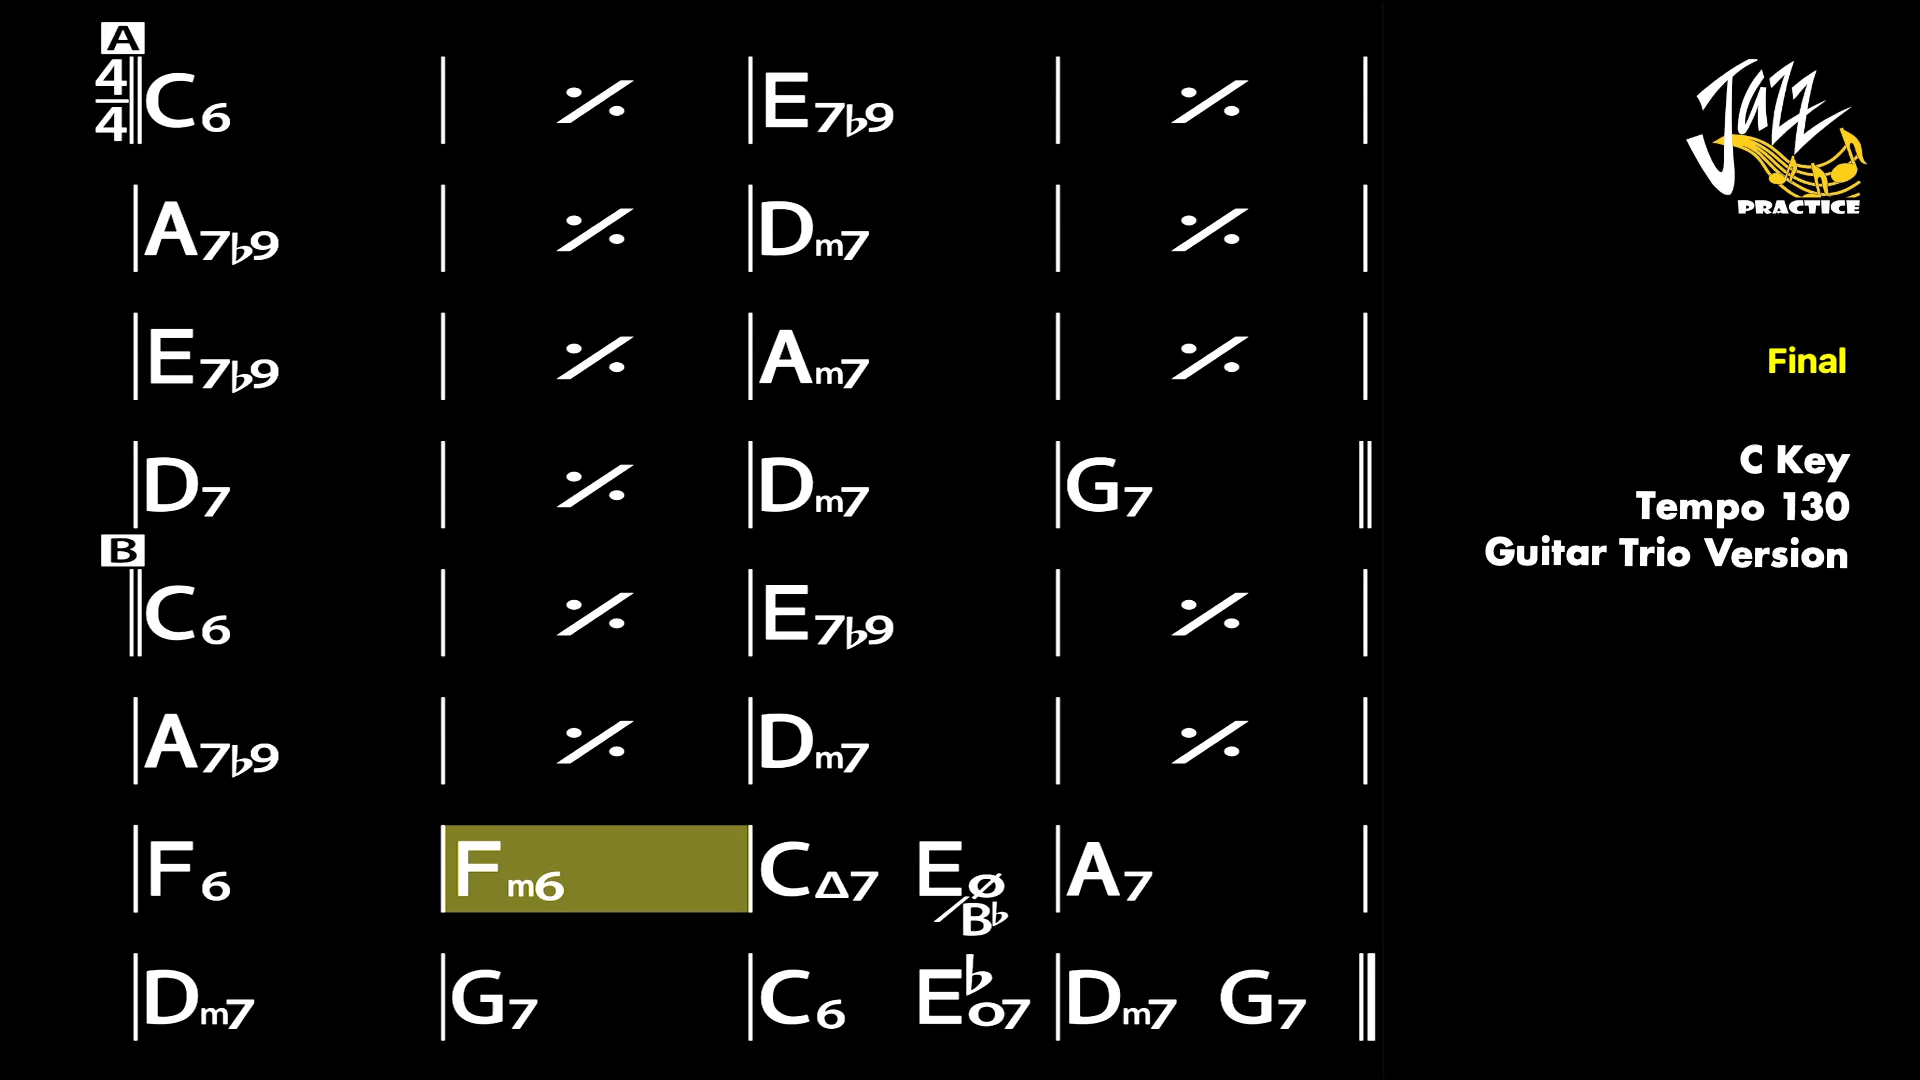 A
4/4 C6 | % | E7♭9 | % |
A7♭9 | % | Dm7 | % |
E7♭9 | % | Am7 | % |
D7 | % | Dm7 | G7
B
C6 | % | E7♭9 | % |
A7♭9 | % | Dm7 | % |
F6 | Fm6 | CΔ7 Eø/B♭ | A7 |
Dm7 | G7 | C6 E♭o7 | Dm7 G7
Jazz
PRACTICE
Final
C Key
Tempo 130
Guitar Trio Version